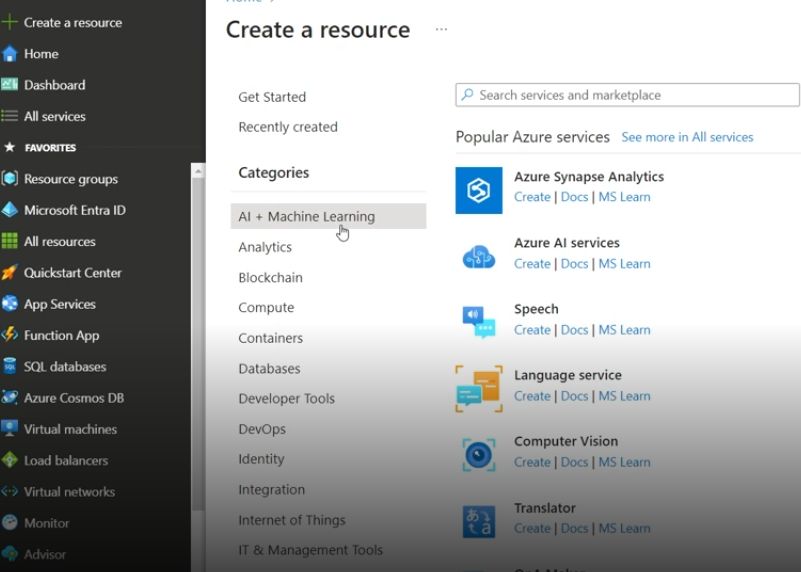 Create a resource
Home
Dashboard
All services
FAVORITES
Resource groups
Microsoft Entra ID
All resources
Quickstart Center
App Services
Function App
SQL databases
Azure Cosmos DB
Virtual machines
Load balancers
Virtual networks
Monitor
Advisor
Home
Create a resource ...
Get Started
Recently created
Categories
AI + Machine Learning
Analytics
Blockchain
Compute
Containers
Databases
Developer Tools
DevOps
Identity
Integration
Internet of Things
IT & Management Tools
Search services and marketplace
Popular Azure services See more in All services
Azure Synapse Analytics
Create | Docs | MS Learn
Azure AI services
Create | Docs | MS Learn
Speech
Create | Docs | MS Learn
Language service
Create | Docs | MS Learn
Computer Vision
Create | Docs | MS Learn
Translator
Create | Docs | MS Learn